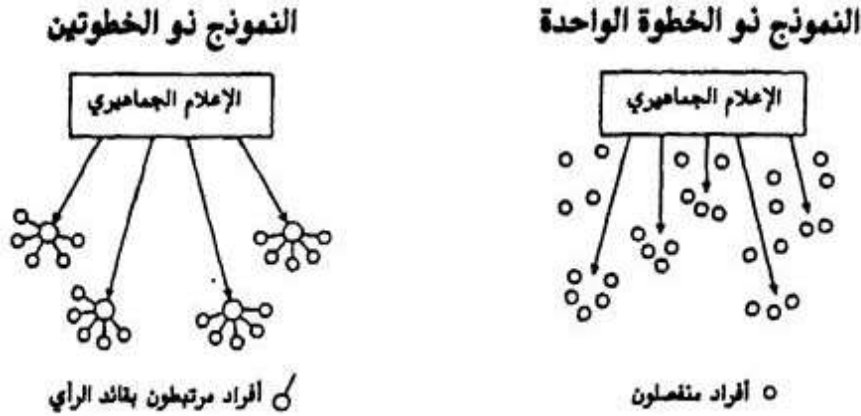 النموذج ذو الخطوة الواحدة
الإعلام الجماهيري
أفراد منفصلون
النموذج ذو الخطوتين
الإعلام الجماهيري
أفراد مرتبطون بقائد الرأي